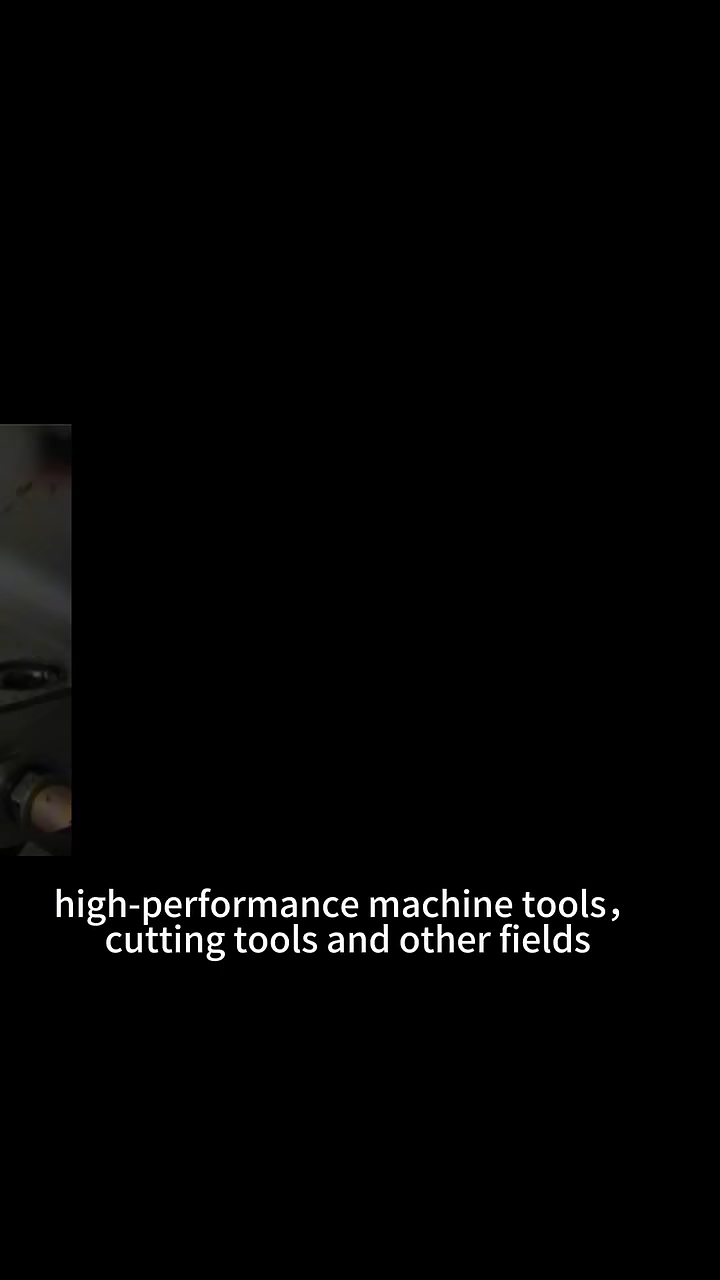 high-performance machine tools，
cutting tools and other fields